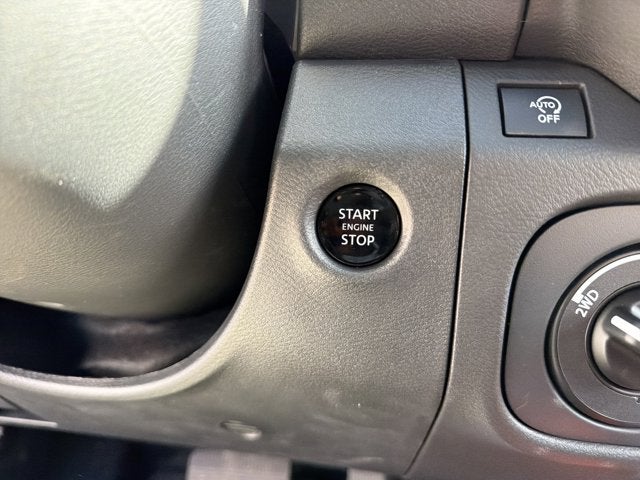 START
ENGINE
STOP
AUTO
OFF
2WD